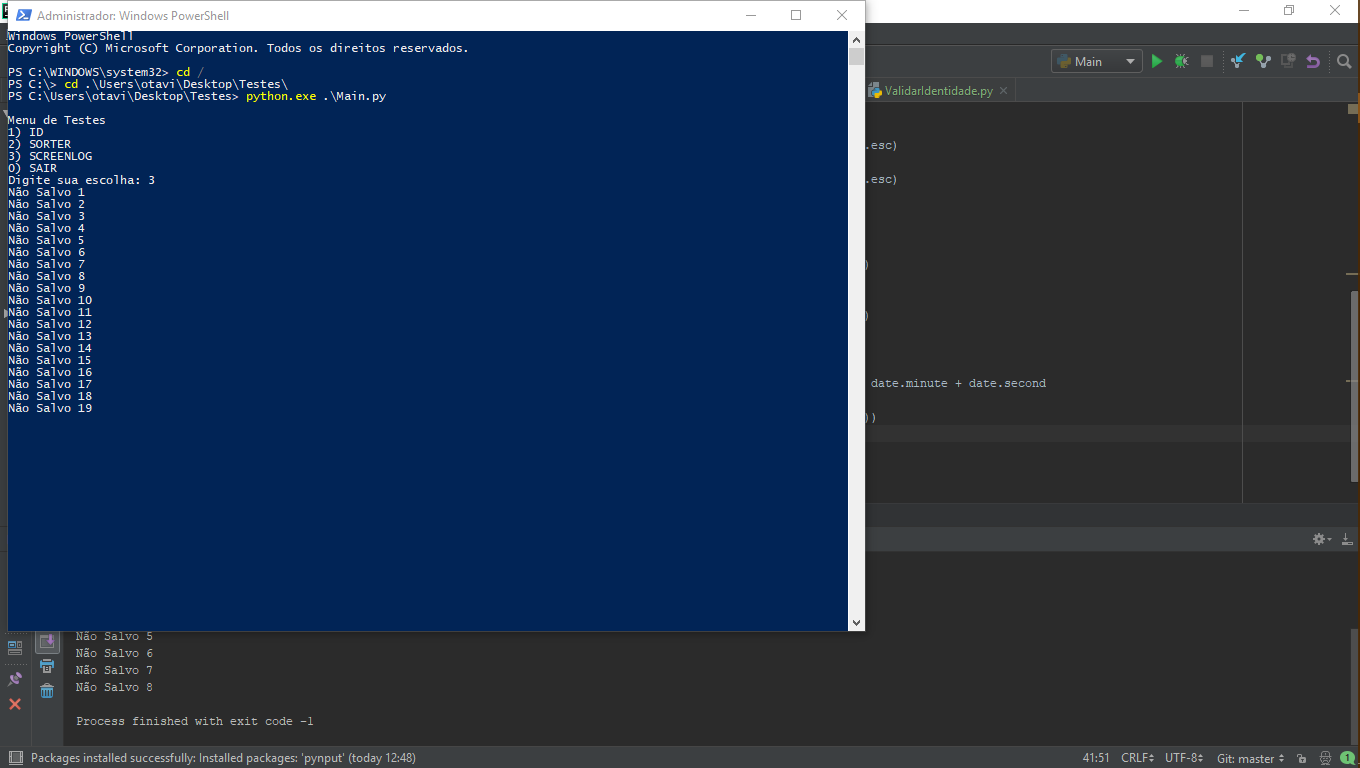 Administrador: Windows PowerShell
Windows PowerShell
Copyright (C) Microsoft Corporation. Todos os direitos reservados.
PS C:\WINDOWS\system32> cd /
PS C:\> cd .\Users\otavi\Desktop\Testes\
PS C:\Users\otavi\Desktop\Testes> python.exe .\Main.py
Menu de Testes
1) ID
2) SORTER
3) SCREENLOG
0) SAIR
Digite sua escolha: 3
Não Salvo 1
Não Salvo 2
Não Salvo 3
Não Salvo 4
Não Salvo 5
Não Salvo 6
Não Salvo 7
Não Salvo 8
Não Salvo 9
Não Salvo 10
Não Salvo 11
Não Salvo 12
Não Salvo 13
Não Salvo 14
Não Salvo 15
Não Salvo 16
Não Salvo 17
Não Salvo 18
Não Salvo 19
Main
ValidarIdentidade.py
.esc)
.esc)
)
)
date.minute + date.second
))
Não Salvo 5
Não Salvo 6
Não Salvo 7
Não Salvo 8
Process finished with exit code -1
Packages installed successfully: Installed packages: 'pynput' (today 12:48)
41:51 CRLF UTF-8 Git: master 1